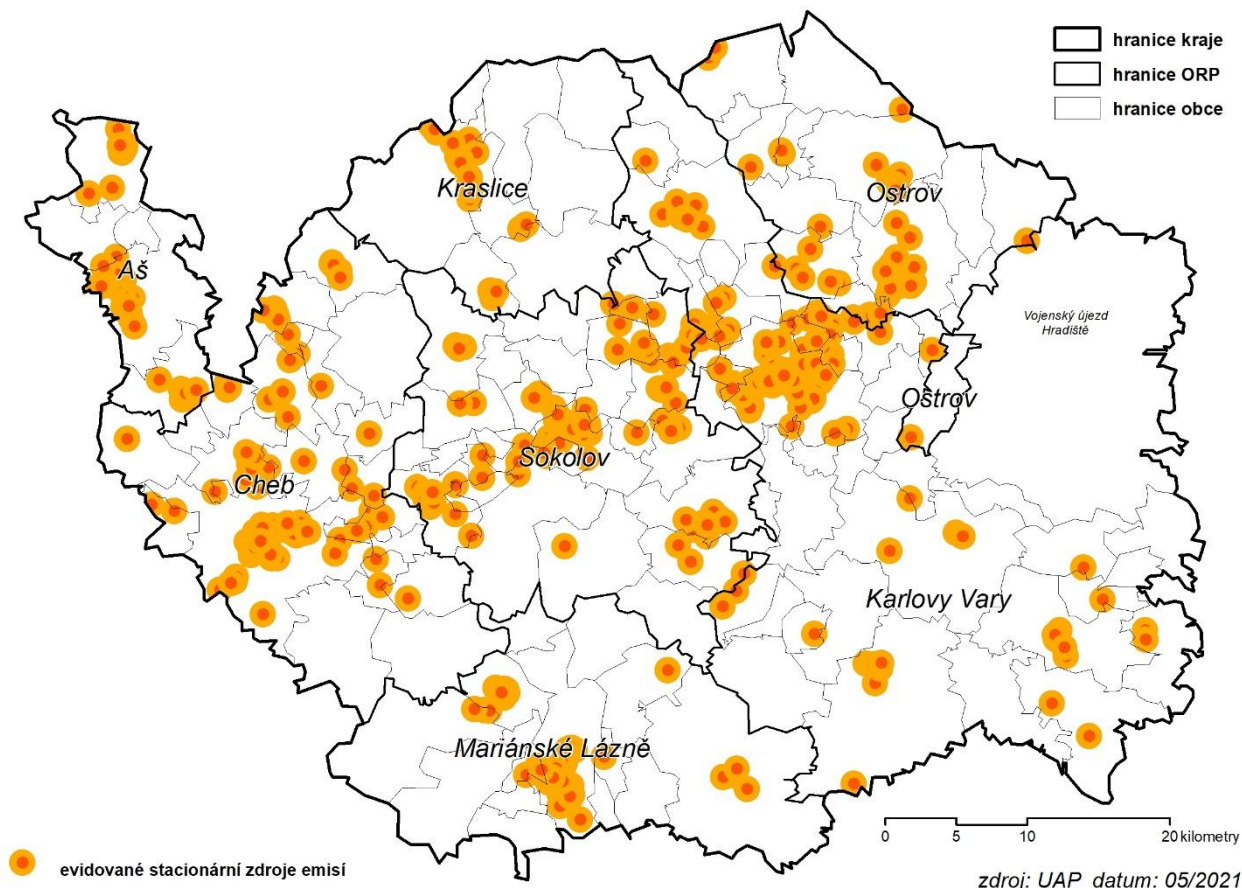 hranice kraje
hranice ORP
hranice obce
Kraslice
Ostrov
Aš
Vojenský újezd
Hradiště
Ostrov
Sokolov
Cheb
Karlovy Vary
Mariánské Lázně
0 5 10 20 kilometry
evidované stacionární zdroje emisí
zdroj: UAP datum: 05/2021